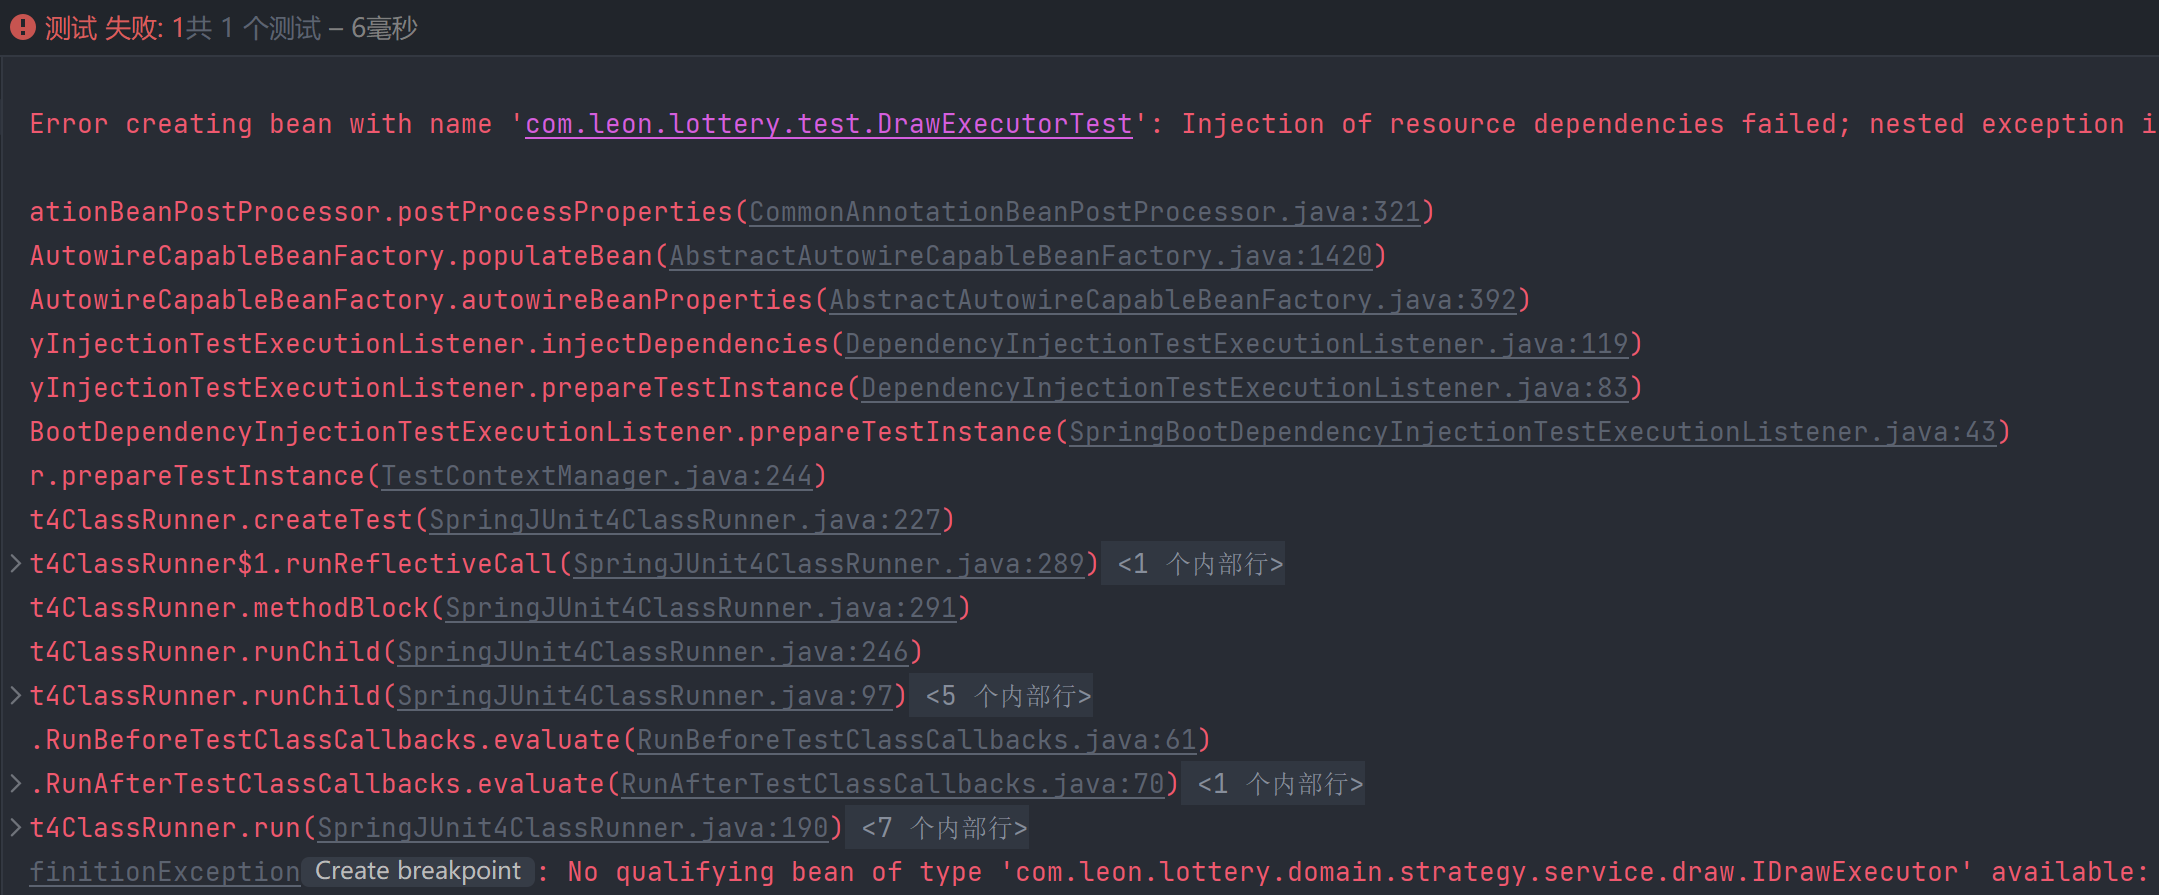 测试 失败: 1共 1 个测试 – 6毫秒
Error creating bean with name 'com.leon.lottery.test.DrawExecutorTest': Injection of resource dependencies failed; nested exception i
ationBeanPostProcessor.postProcessProperties(CommonAnnotationBeanPostProcessor.java:321)
AutowireCapableBeanFactory.populateBean(AbstractAutowireCapableBeanFactory.java:1420)
AutowireCapableBeanFactory.autowireBeanProperties(AbstractAutowireCapableBeanFactory.java:392)
yInjectionTestExecutionListener.injectDependencies(DependencyInjectionTestExecutionListener.java:119)
yInjectionTestExecutionListener.prepareTestInstance(DependencyInjectionTestExecutionListener.java:83)
BootDependencyInjectionTestExecutionListener.prepareTestInstance(SpringBootDependencyInjectionTestExecutionListener.java:43)
r.prepareTestInstance(TestContextManager.java:244)
t4ClassRunner.createTest(SpringJUnit4ClassRunner.java:227)
t4ClassRunner$1.runReflectiveCall(SpringJUnit4ClassRunner.java:289) <1 个内部行>
t4ClassRunner.methodBlock(SpringJUnit4ClassRunner.java:291)
t4ClassRunner.runChild(SpringJUnit4ClassRunner.java:246)
t4ClassRunner.runChild(SpringJUnit4ClassRunner.java:97) <5 个内部行>
.RunBeforeTestClassCallbacks.evaluate(RunBeforeTestClassCallbacks.java:61)
.RunAfterTestClassCallbacks.evaluate(RunAfterTestClassCallbacks.java:70) <1 个内部行>
t4ClassRunner.run(SpringJUnit4ClassRunner.java:190) <7 个内部行>
finitionException Create breakpoint : No qualifying bean of type 'com.leon.lottery.domain.strategy.service.draw.IDrawExecutor' available: